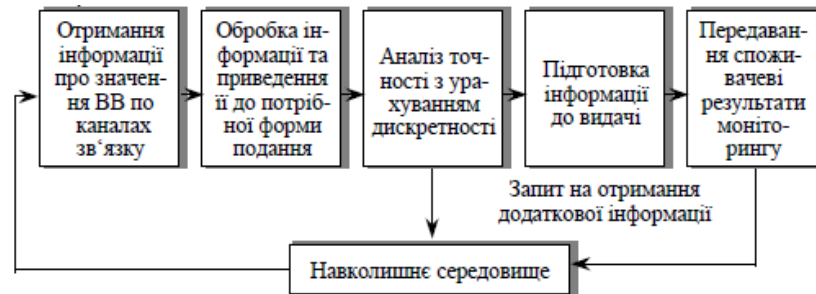 Отримання
інформації
про значен-
ня ВВ по
каналах
зв‘язку
Обробка ін-
формації та
приведення
її до потріб-
ної форми
подання
Аналіз точ-
ності з ура-
хуванням
дискретності
Підготовка
інформації
до видачі
Передаван-
ня спожи-
вачеві
результати
моніто-
рингу
Запит на отримання
додаткової інформації
Навколишнє середовище